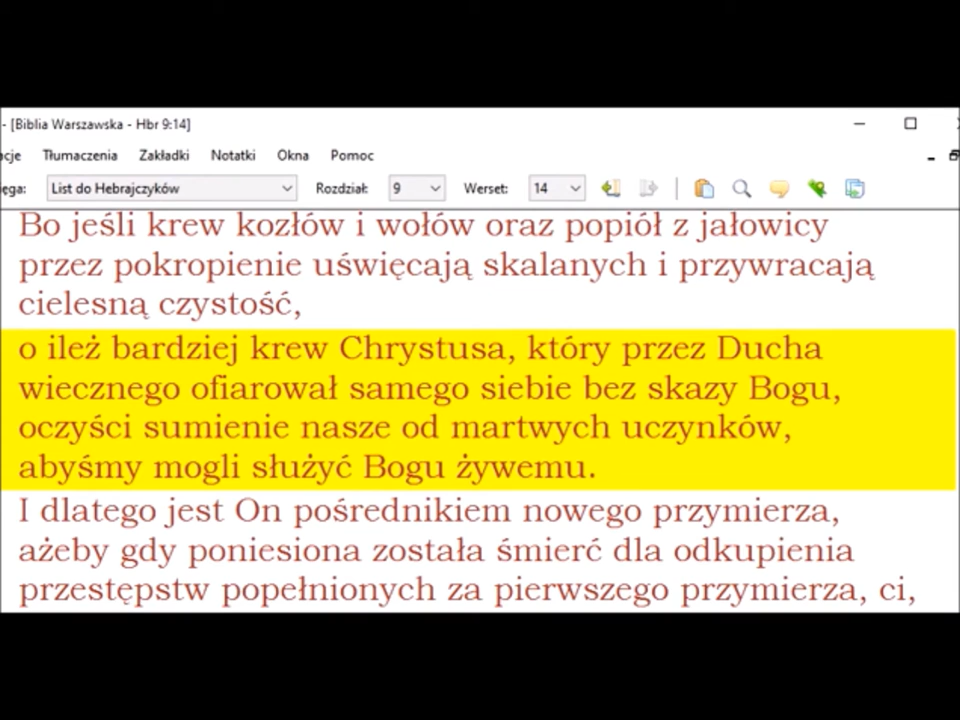 - [Biblia Warszawska - Hbr 9:14]
Tłumaczenia Zakładki Notatki Okna Pomoc
List do Hebrajczyków Rozdział: 9 Werset: 14
Bo jeśli krew kozłów i wołów oraz popiół z jałowicy
przez pokropienie uświęcają skalanych i przywracają
cielesną czystość,
o ileż bardziej krew Chrystusa, który przez Ducha
wiecznego ofiarował samego siebie bez skazy Bogu,
oczyści sumienie nasze od martwych uczynków,
abyśmy mogli służyć Bogu żywemu.
I dlatego jest On pośrednikiem nowego przymierza,
ażeby gdy poniesiona została śmierć dla odkupienia
przestępstw popełnionych za pierwszego przymierza, ci,